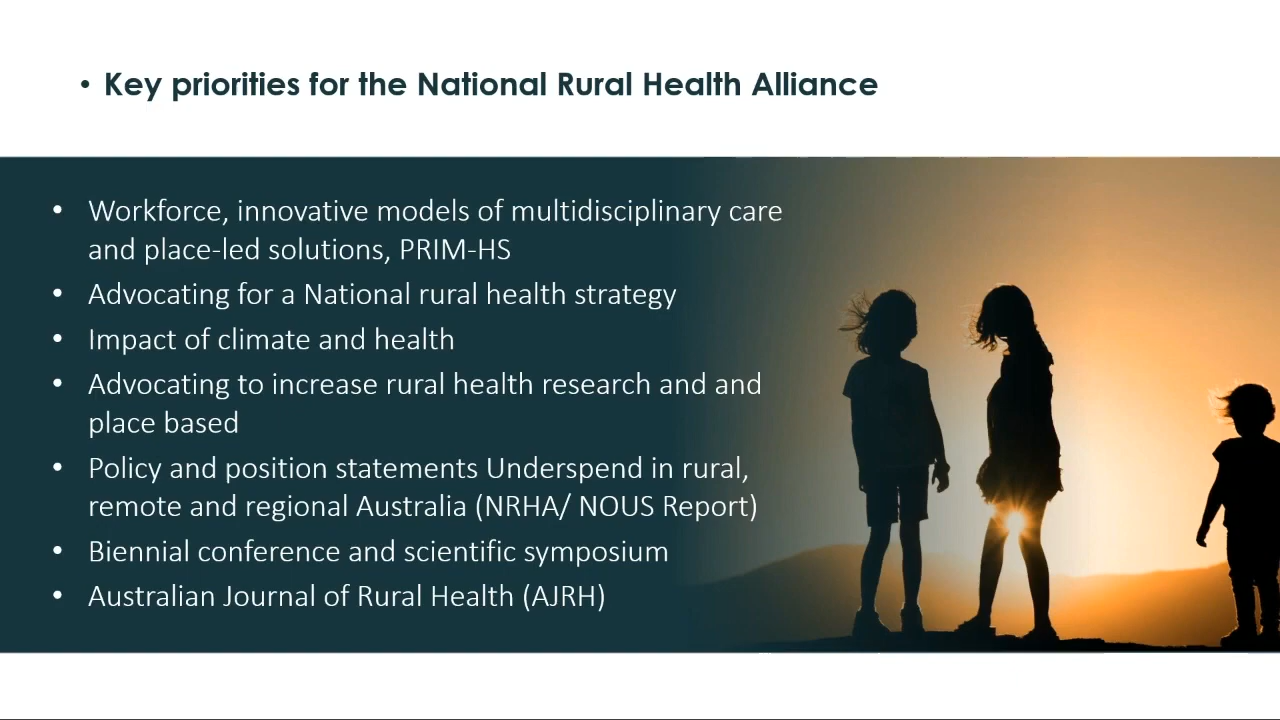 • Key priorities for the National Rural Health Alliance
• Workforce, innovative models of multidisciplinary care
and place-led solutions, PRIM-HS
• Advocating for a National rural health strategy
• Impact of climate and health
• Advocating to increase rural health research and and
place based
• Policy and position statements Underspend in rural,
remote and regional Australia (NRHA/ NOUS Report)
• Biennial conference and scientific symposium
• Australian Journal of Rural Health (AJRH)